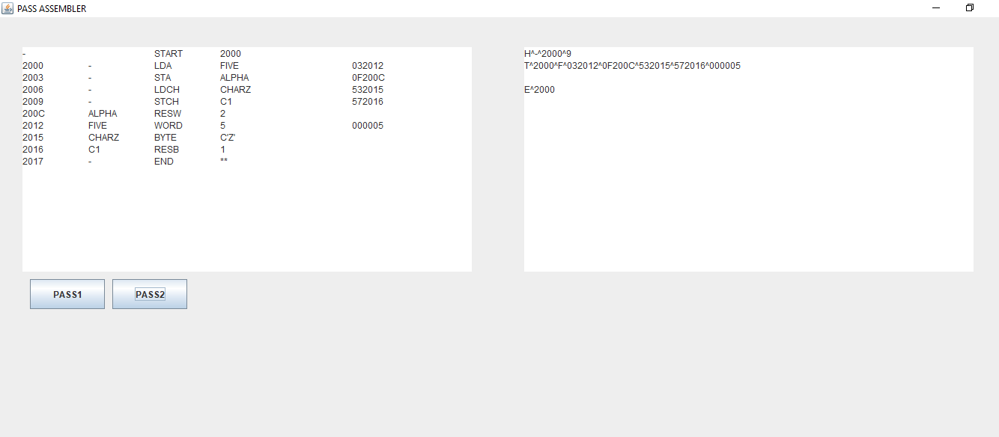 PASS ASSEMBLER
- START 2000
2000 - LDA FIVE 032012
2003 - STA ALPHA 0F200C
2006 - LDCH CHARZ 532015
2009 - STCH C1 572016
200C ALPHA RESW 2
2012 FIVE WORD 5 000005
2015 CHARZ BYTE C'Z'
2016 C1 RESB 1
2017 - END **
H^-^2000^9
T^2000^F^032012^0F200C^532015^572016^000005
E^2000
PASS1 PASS2